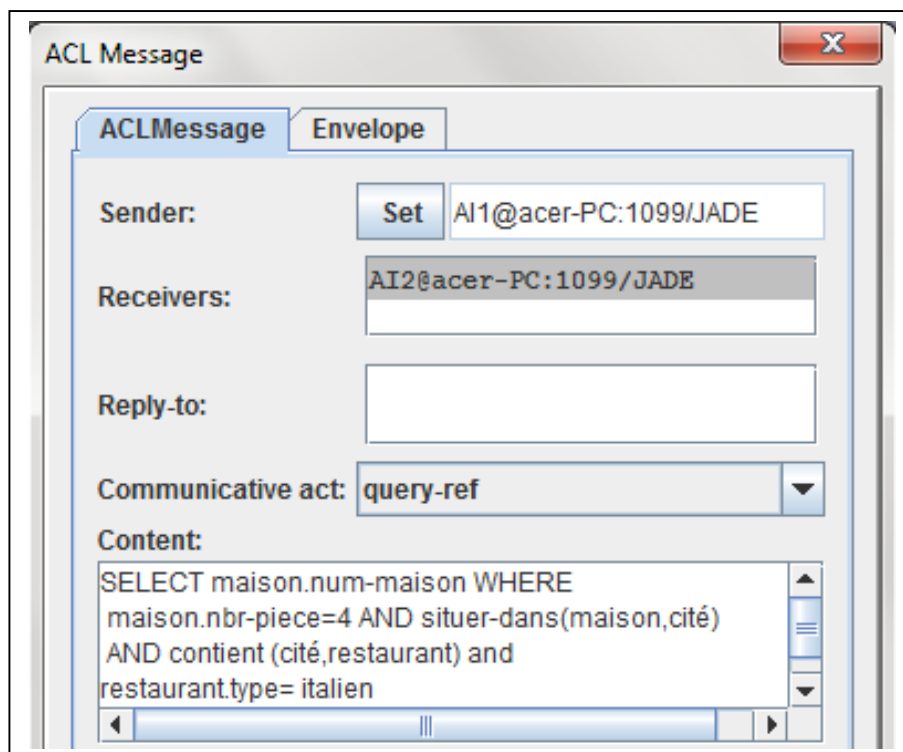 ACL Message
ACLMessage Envelope
Sender: Set AI1@acer-PC:1099/JADE
Receivers: AI2@acer-PC:1099/JADE
Reply-to:
Communicative act: query-ref
Content:
SELECT maison.num-maison WHERE
maison.nbr-piece=4 AND situer-dans(maison,cité)
AND contient (cité,restaurant) and
restaurant.type= italien